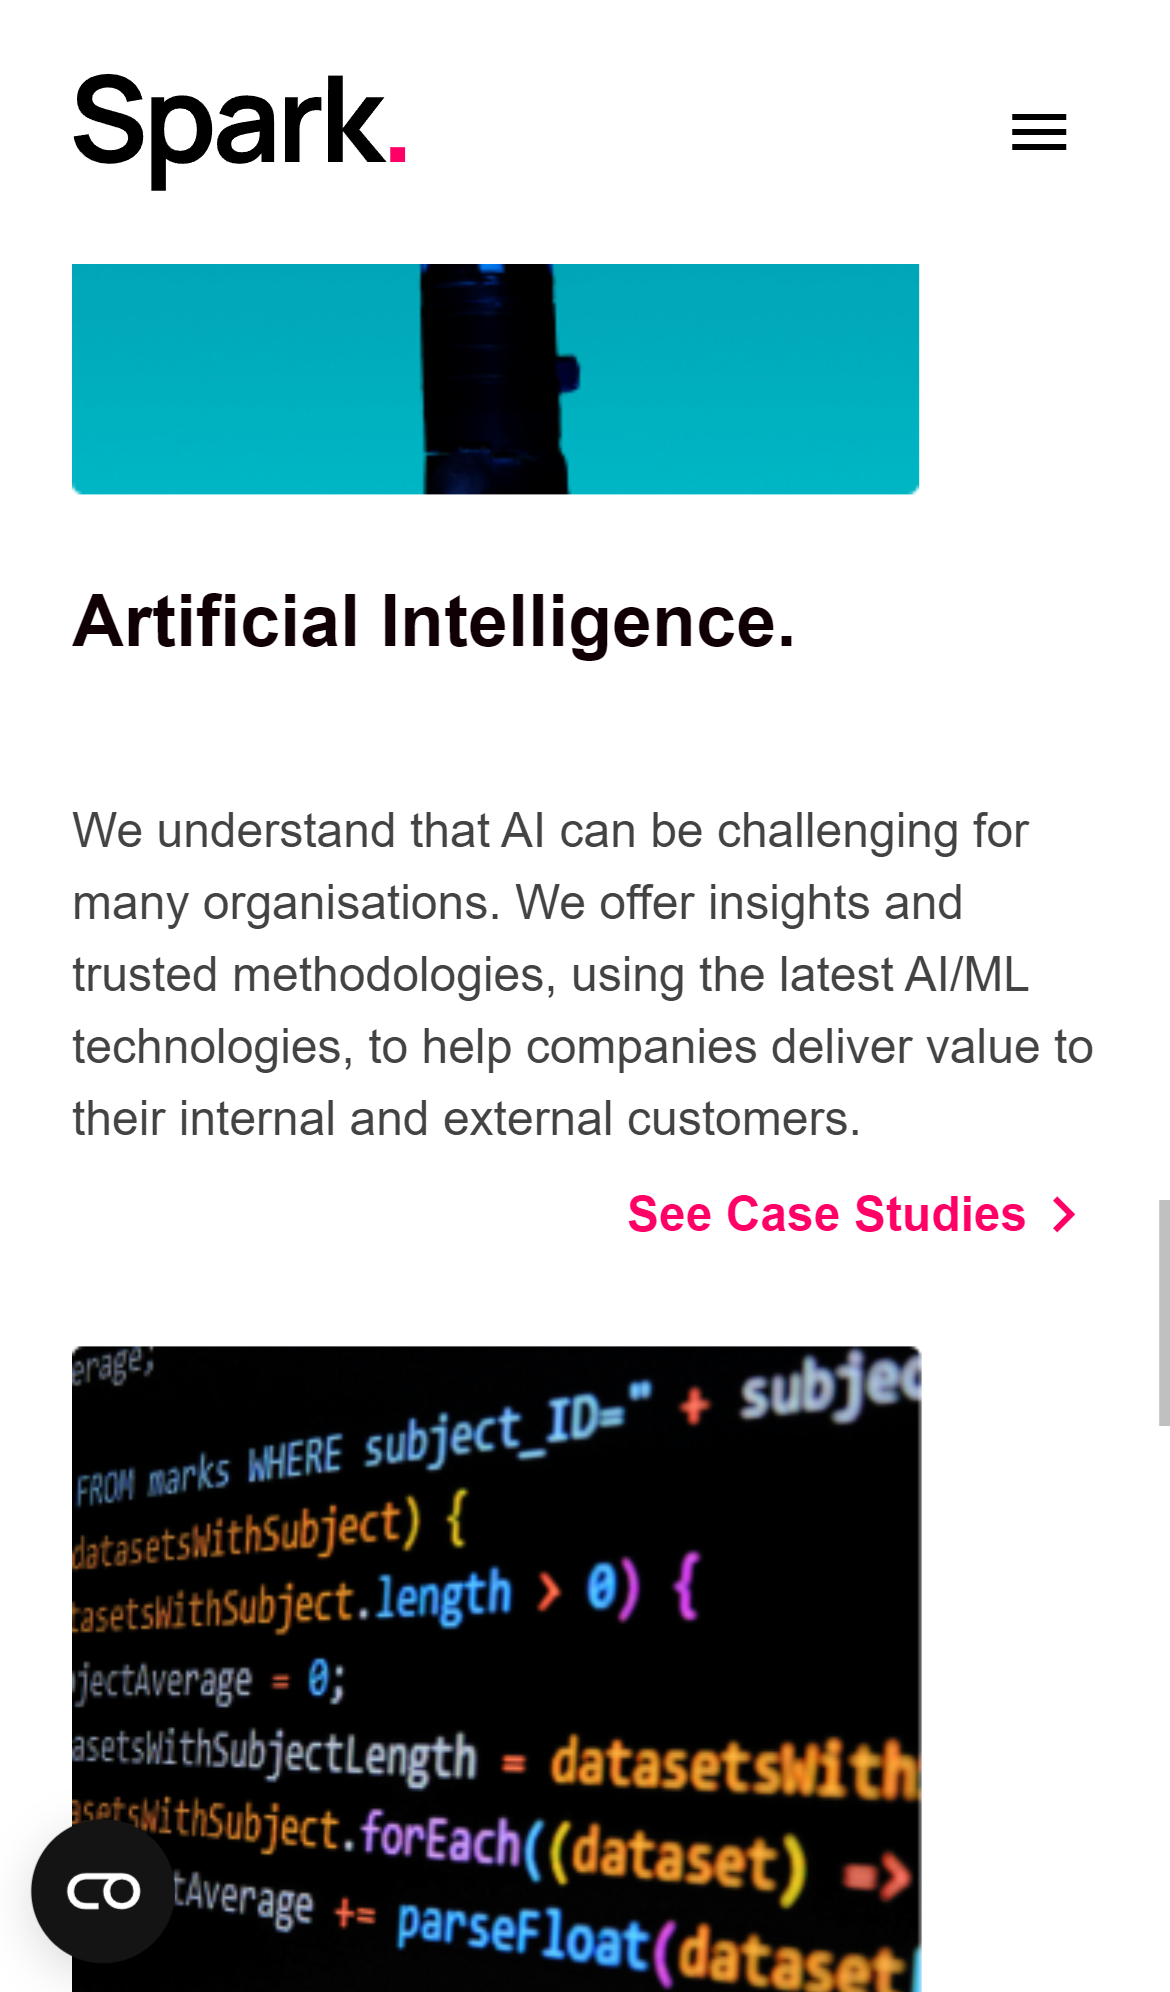 Spark.
Artificial Intelligence.
We understand that AI can be challenging for
many organisations. We offer insights and
trusted methodologies, using the latest AI/ML
technologies, to help companies deliver value to
their internal and external customers.
See Case Studies
erage;
FROM marks WHERE subject_ID=" + subjec
datasetsWithSubject) {
tasetsWithSubject.length > 0) {
jectAverage = 0;
asetsWithSubjectLength = datasetsWith
asetsWithSubject.forEach((dataset) =>
tAverage += parseFloat(dataset[